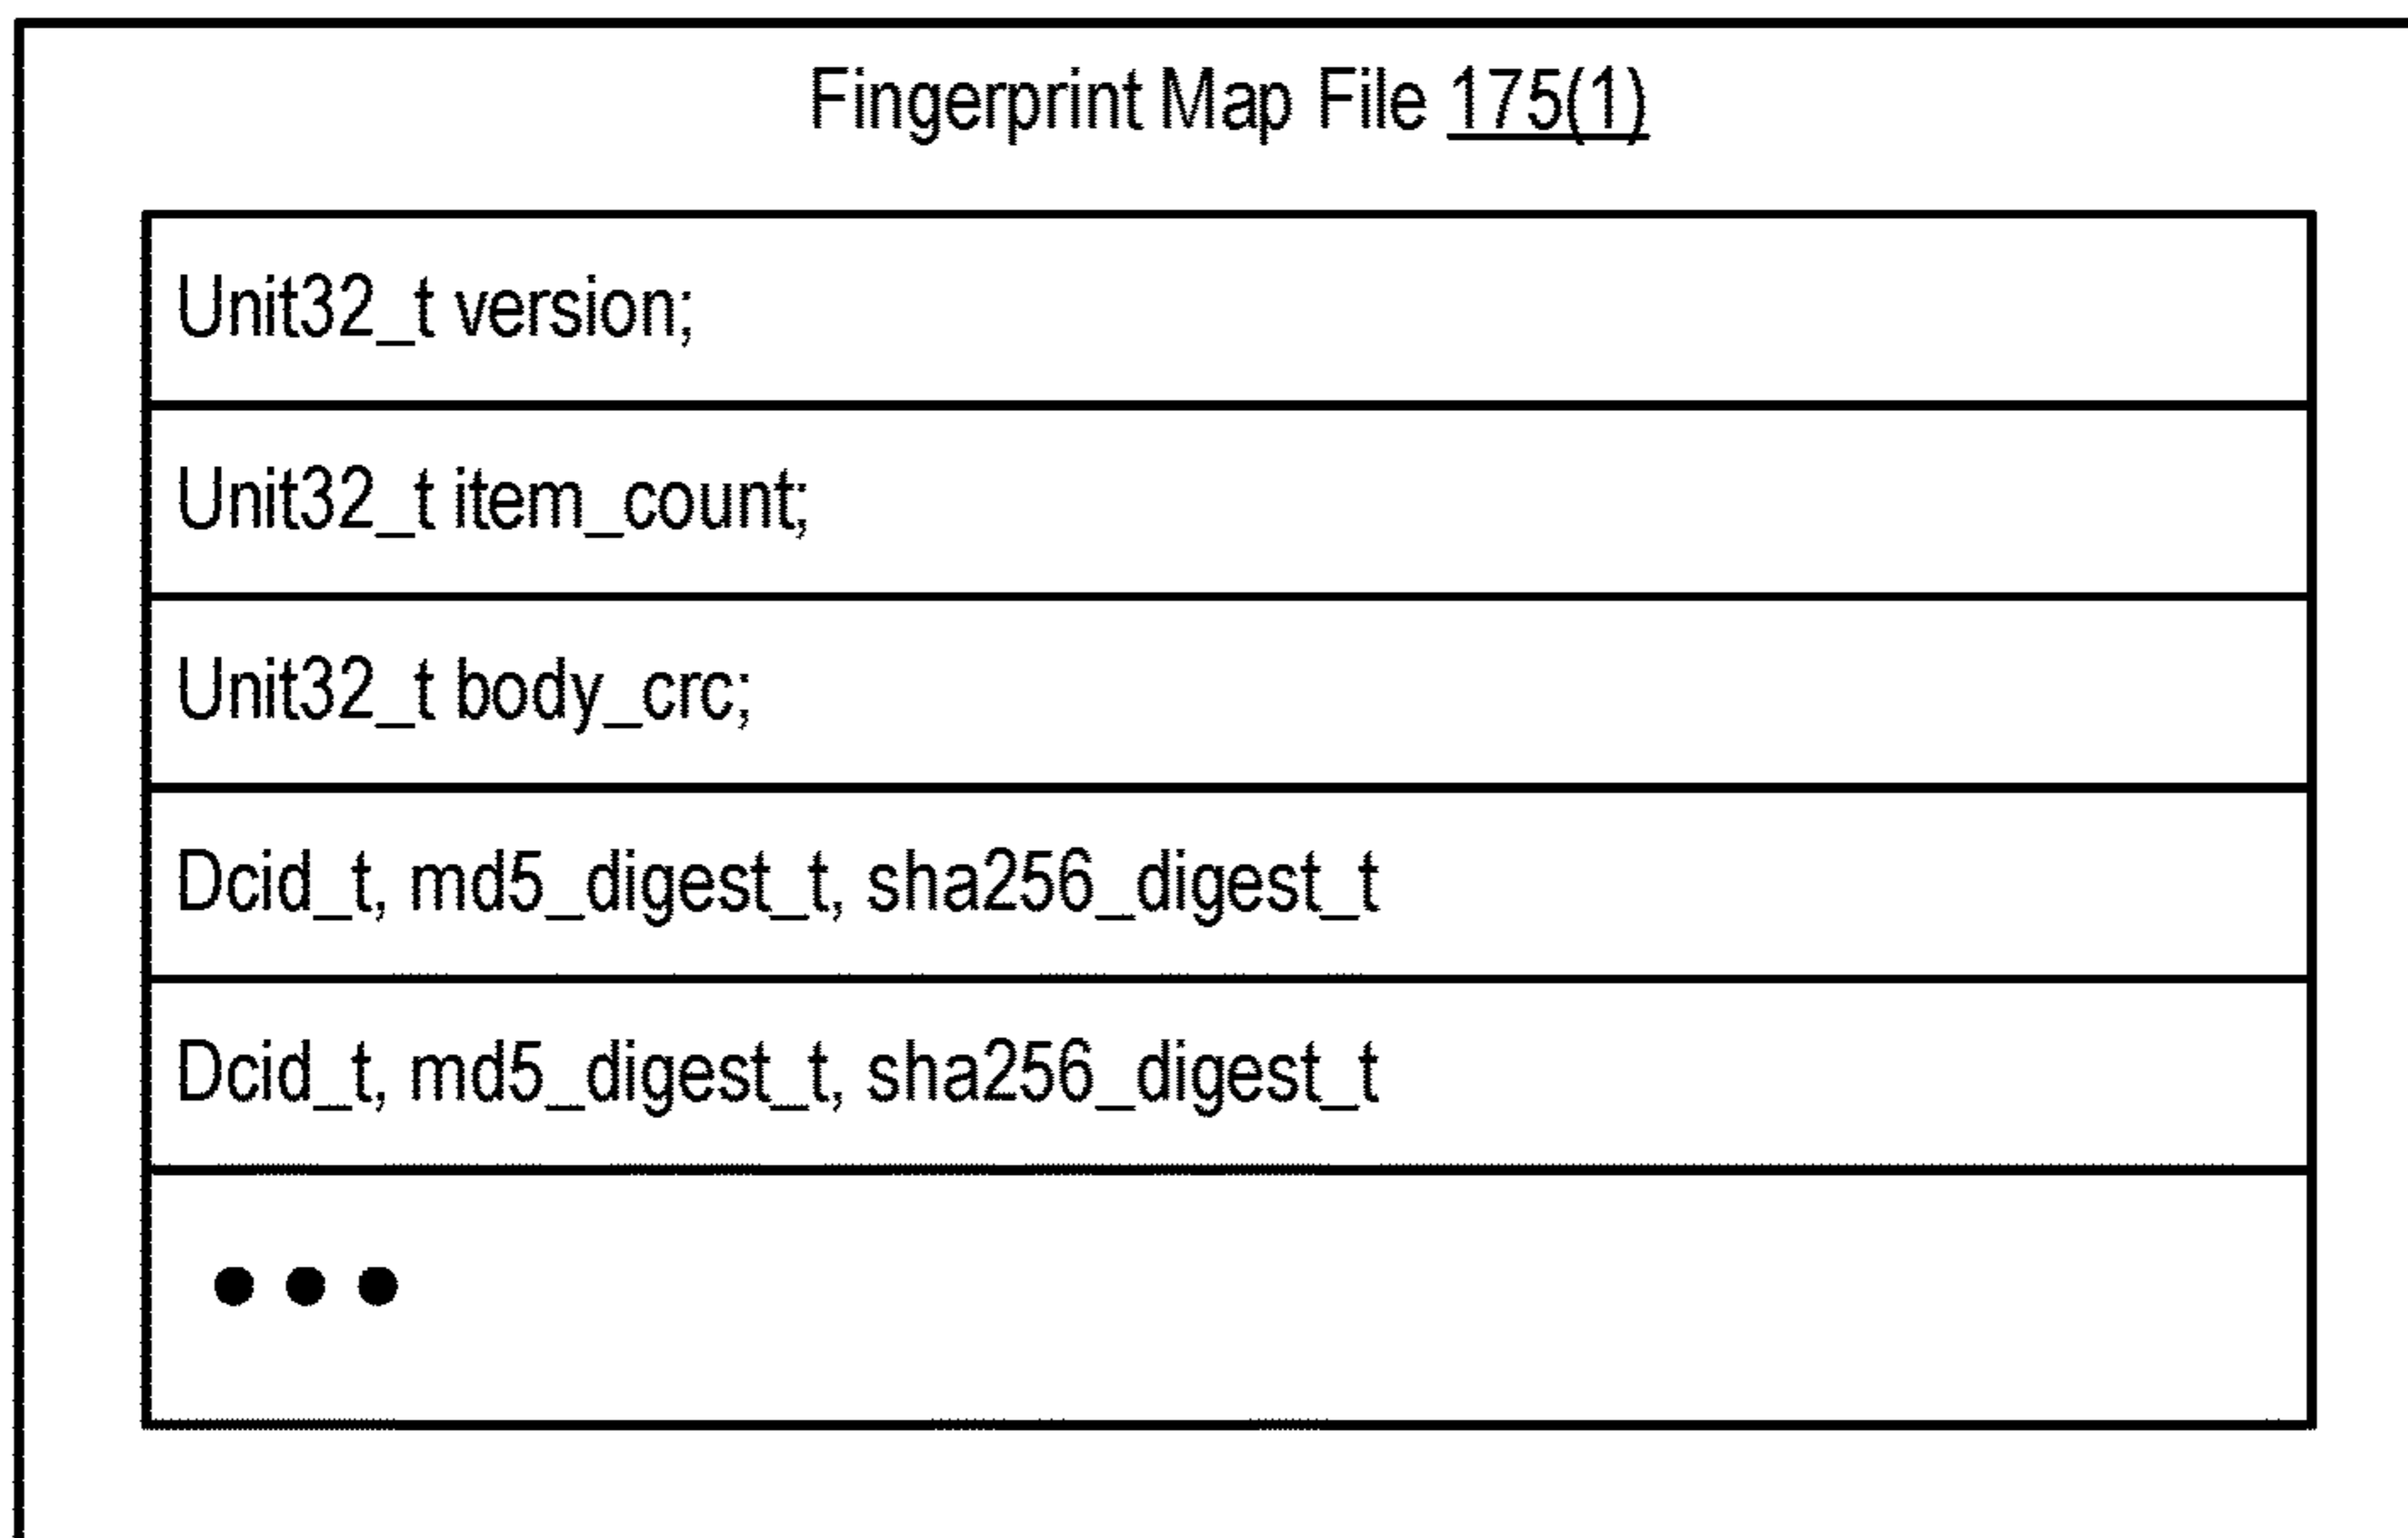 Fingerprint Map File 175(1)
Unit32_t version;
Unit32_t item_count;
Unit32_t body_crc;
Dcid_t, md5_digest_t, sha256_digest_t
Dcid_t, md5_digest_t, sha256_digest_t